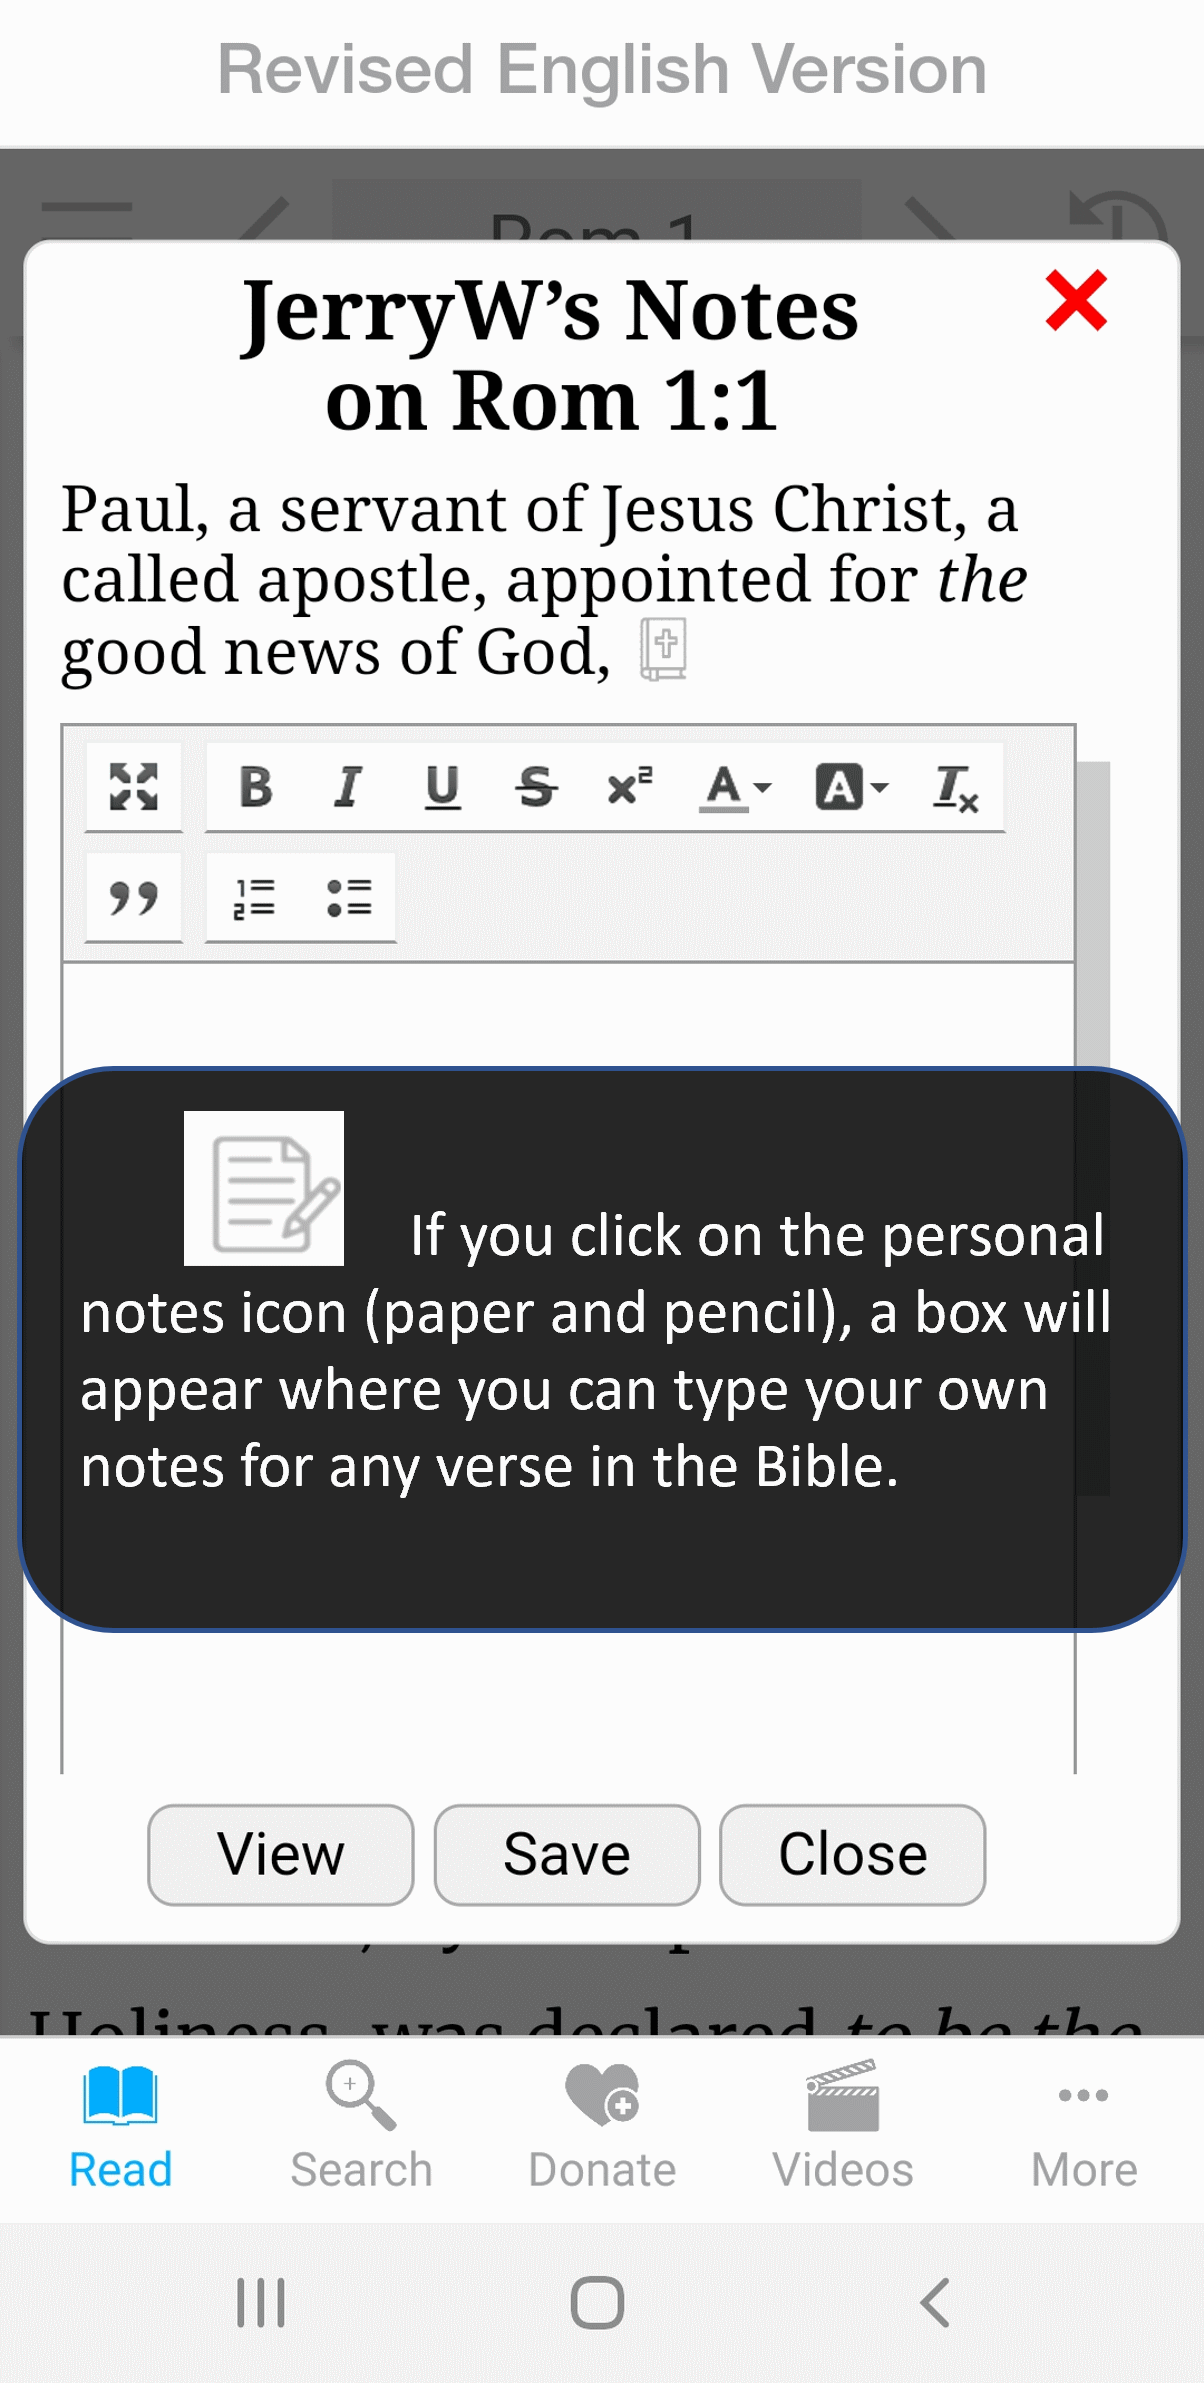 Revised English Version
Rom 1
JerryW’s Notes
on Rom 1:1
Paul, a servant of Jesus Christ, a
called apostle, appointed for the
good news of God,
B I U S x² A A Tx
If you click on the personal
notes icon (paper and pencil), a box will
appear where you can type your own
notes for any verse in the Bible.
View Save Close
Holiness, was declared to be the
Read Search Donate Videos More